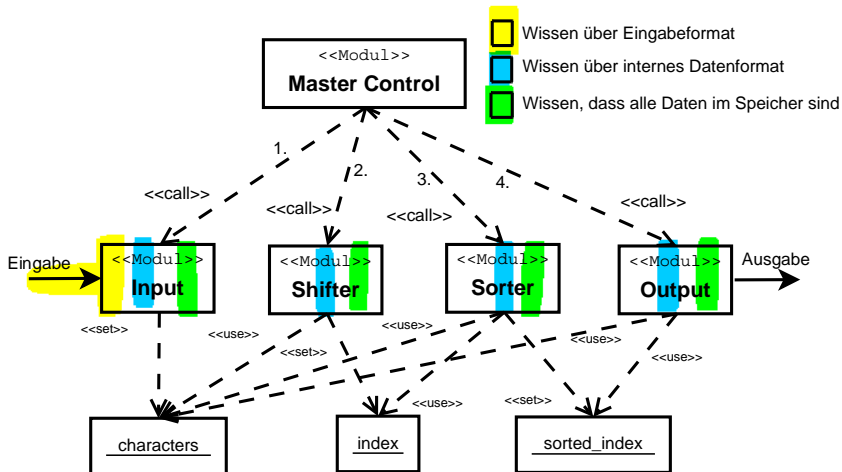 Wissen über Eingabeformat
<<Modul>>
Master Control
Wissen über internes Datenformat
Wissen, dass alle Daten im Speicher sind
1.
2.
3.
4.
<<call>>
<<call>>
<<call>>
<<call>>
Eingabe
<<Modul>>
Input
<<Modul>>
Shifter
<<Modul>>
Sorter
<<Modul>>
Output
Ausgabe
<<set>>
<<use>>
<<set>>
<<use>>
<<use>>
<<use>>
<<use>>
<<set>>
characters
index
sorted_index